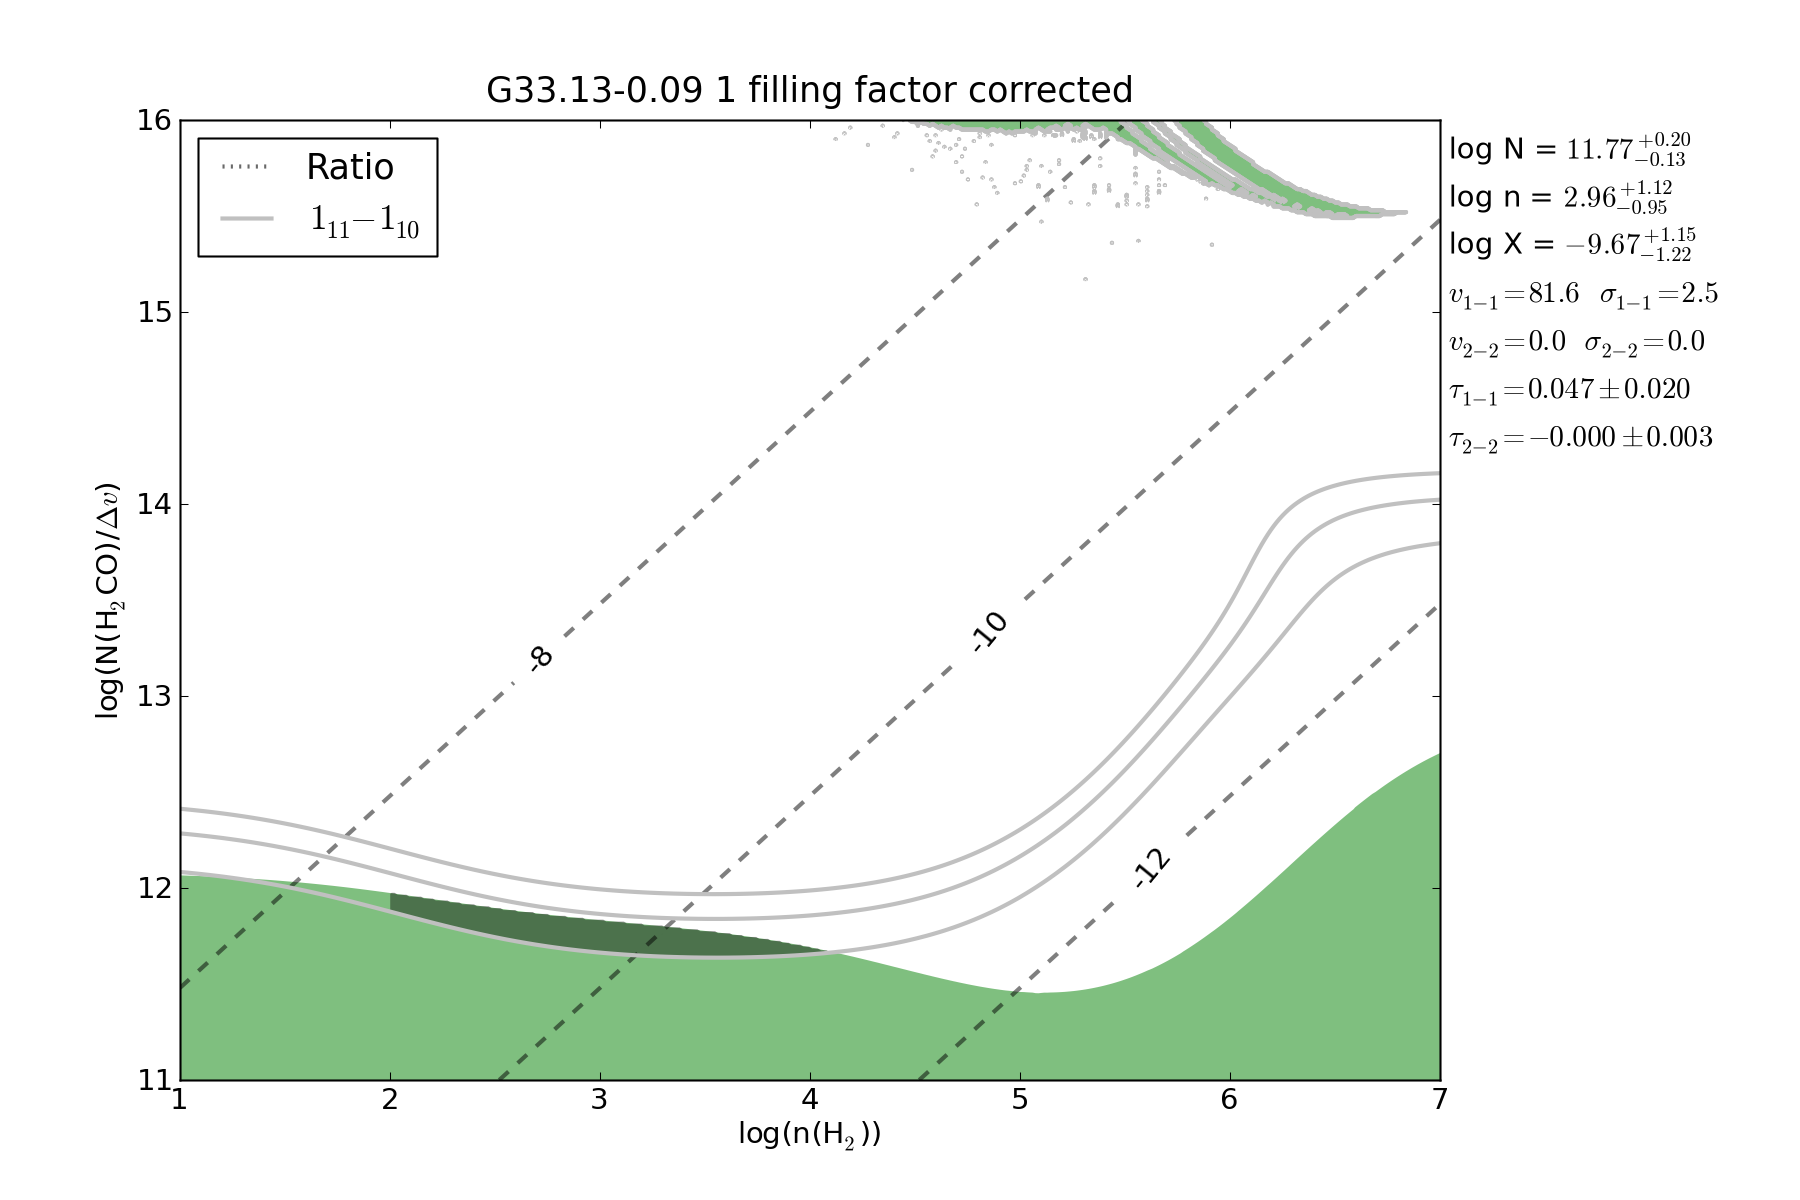 G33.13-0.09 1 filling factor corrected
16
15
14
13
12
11
log(N(H₂CO)/Δv)
Ratio
1₁₁−1₁₀
-8
-10
-12
1 2 3 4 5 6 7
log(n(H₂))
log N = 11.77^{+0.20}_{−0.13}
log n = 2.96^{+1.12}_{−0.95}
log X = −9.67^{+1.15}_{−1.22}
v₁₋₁=81.6 σ₁₋₁=2.5
v₂₋₂=0.0 σ₂₋₂=0.0
τ₁₋₁=0.047±0.020
τ₂₋₂=−0.000±0.003